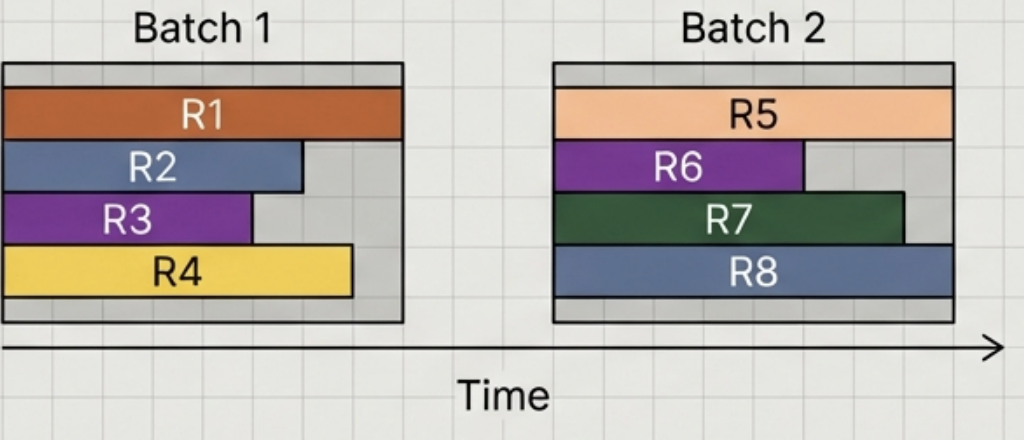 Batch 1
R1
R2
R3
R4
Batch 2
R5
R6
R7
R8
Time